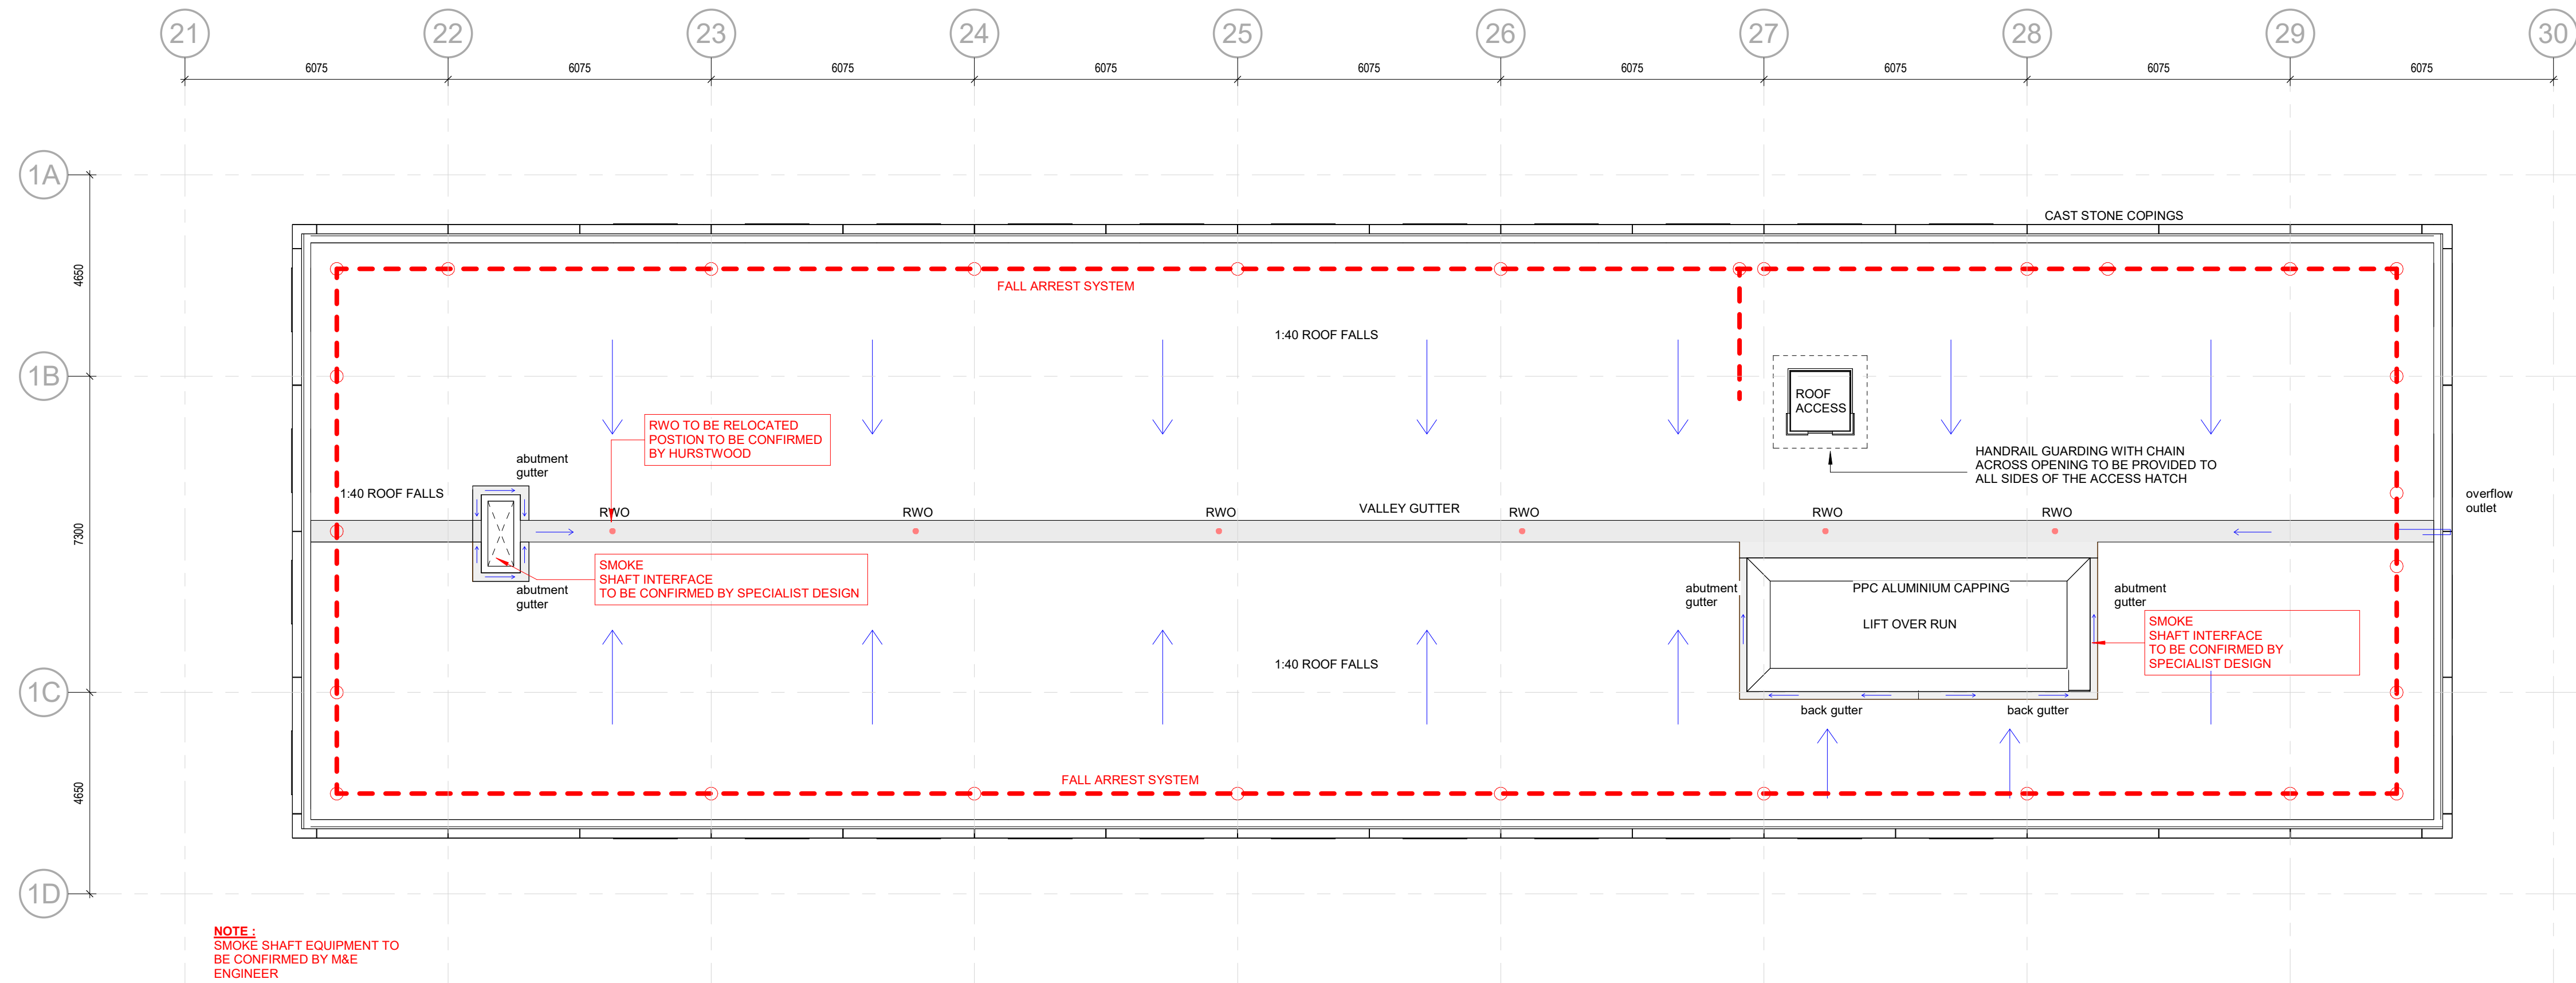 21
22
23
24
25
26
27
28
29
30
6075
6075
6075
6075
6075
6075
6075
6075
6075
1A
CAST STONE COPINGS
4650
FALL ARREST SYSTEM
1:40 ROOF FALLS
1B
ROOF
ACCESS
RWO TO BE RELOCATED
POSTION TO BE CONFIRMED
BY HURSTWOOD
HANDRAIL GUARDING WITH CHAIN
ACROSS OPENING TO BE PROVIDED TO
ALL SIDES OF THE ACCESS HATCH
abutment
gutter
1:40 ROOF FALLS
overflow
outlet
7300
RWO
RWO
RWO
VALLEY GUTTER
RWO
RWO
RWO
SMOKE
SHAFT INTERFACE
TO BE CONFIRMED BY SPECIALIST DESIGN
abutment
gutter
abutment
gutter
PPC ALUMINIUM CAPPING
LIFT OVER RUN
abutment
gutter
SMOKE
SHAFT INTERFACE
TO BE CONFIRMED BY
SPECIALIST DESIGN
1:40 ROOF FALLS
1C
back gutter
back gutter
4650
FALL ARREST SYSTEM
1D
NOTE :
SMOKE SHAFT EQUIPMENT TO
BE CONFIRMED BY M&E
ENGINEER